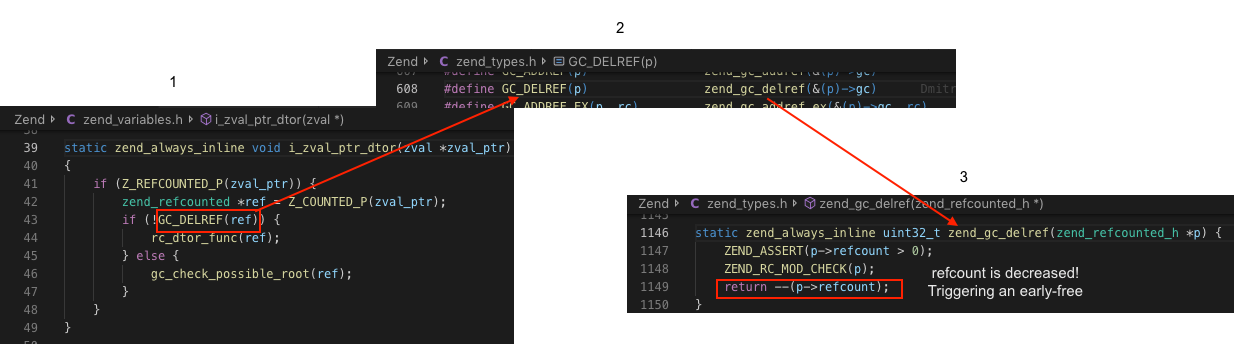 2
1
Zend > C zend_types.h > GC_DELREF(p)
607 #define GC_ADDREF(p) zend_gc_addref(&(p)->gc)
608 #define GC_DELREF(p) zend_gc_delref(&(p)->gc) Dmitr
609 #define GC_ADDREF_EX(p, rc) zend_gc_addref_ex(&(p)->gc, rc)
Zend > C zend_variables.h > i_zval_ptr_dtor(zval *)
38
39 static zend_always_inline void i_zval_ptr_dtor(zval *zval_ptr)
40 {
41 if (Z_REFCOUNTED_P(zval_ptr)) {
42 zend_refcounted *ref = Z_COUNTED_P(zval_ptr);
43 if (!GC_DELREF(ref)) {
44 rc_dtor_func(ref);
45 } else {
46 gc_check_possible_root(ref);
47 }
48 }
49 }
50
3
Zend > C zend_types.h > zend_gc_delref(zend_refcounted_h *)
1145
1146 static zend_always_inline uint32_t zend_gc_delref(zend_refcounted_h *p) {
1147 ZEND_ASSERT(p->refcount > 0);
1148 ZEND_RC_MOD_CHECK(p);
1149 return --(p->refcount);
1150 }
refcount is decreased!
Triggering an early-free